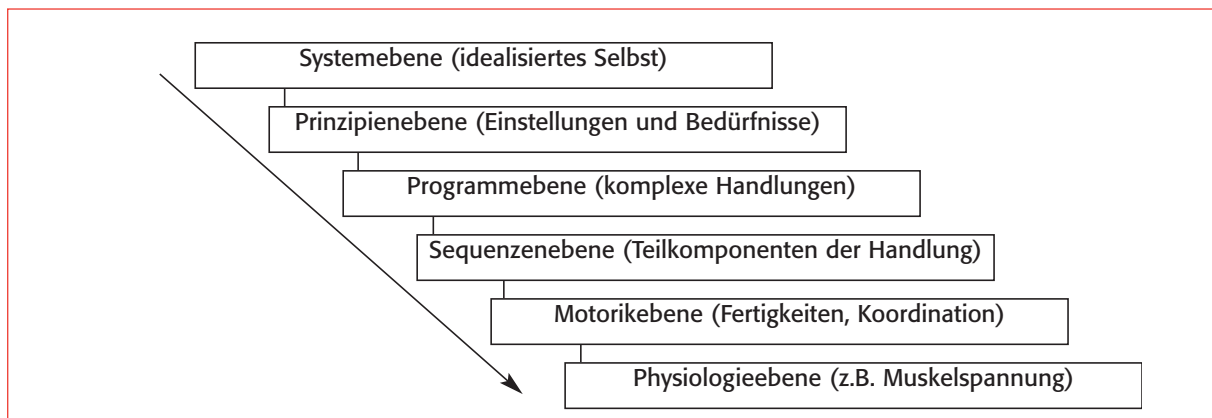 Systemebene (idealisiertes Selbst)
Prinzipienebene (Einstellungen und Bedürfnisse)
Programmebene (komplexe Handlungen)
Sequenzenebene (Teilkomponenten der Handlung)
Motorikebene (Fertigkeiten, Koordination)
Physiologieebene (z.B. Muskelspannung)